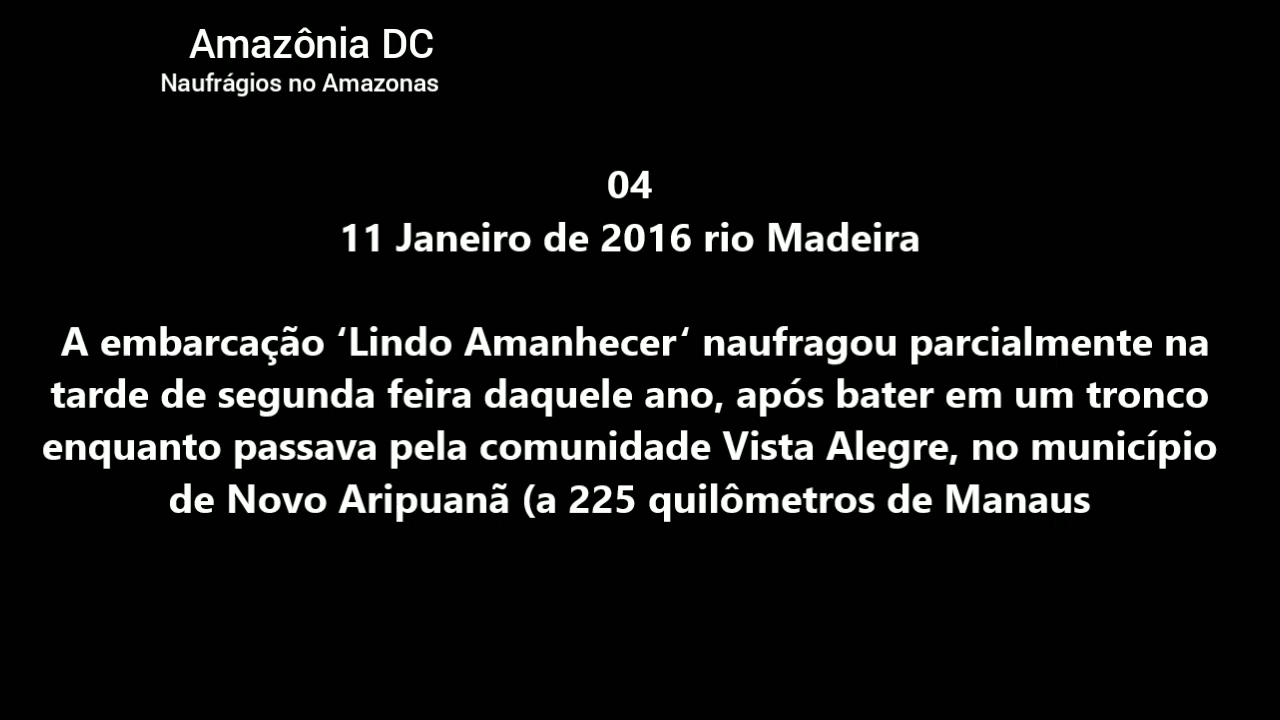 Amazônia DC
Naufrágios no Amazonas
04
11 Janeiro de 2016 rio Madeira
A embarcação ‘Lindo Amanhecer‘ naufragou parcialmente na
tarde de segunda feira daquele ano, após bater em um tronco
enquanto passava pela comunidade Vista Alegre, no município
de Novo Aripuanã (a 225 quilômetros de Manaus